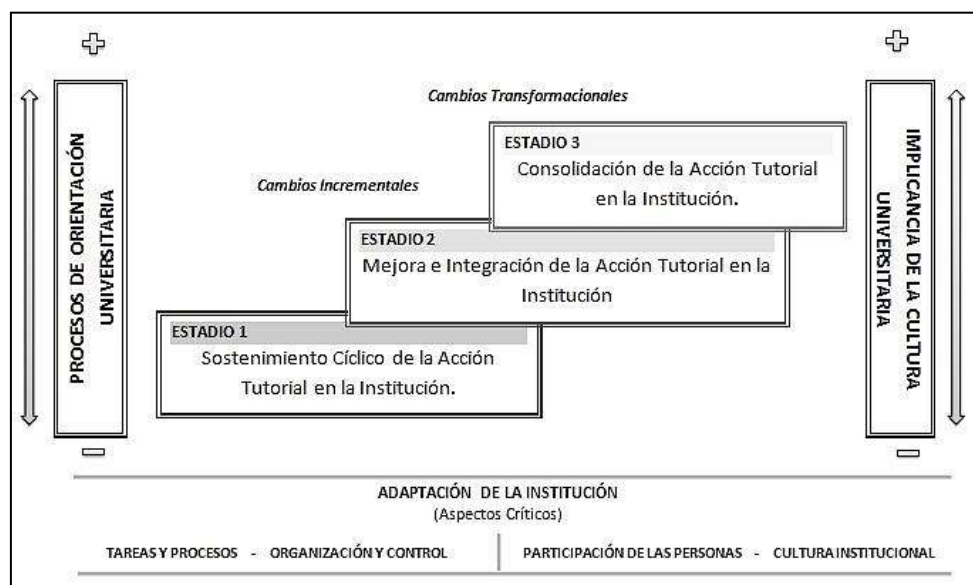 Cambios Transformacionales
Cambios Incrementales
PROCESOS DE ORIENTACIÓN
UNIVERSITARIA
IMPLICANCIA DE LA CULTURA
UNIVERSITARIA
ESTADIO 3
Consolidación de la Acción Tutorial
en la Institución.
ESTADIO 2
Mejora e Integración de la Acción Tutorial en la
Institución
ESTADIO 1
Sostenimiento Cíclico de la Acción
Tutorial en la Institución.
ADAPTACIÓN DE LA INSTITUCIÓN
(Aspectos Críticos)
TAREAS Y PROCESOS - ORGANIZACIÓN Y CONTROL
PARTICIPACIÓN DE LAS PERSONAS - CULTURA INSTITUCIONAL